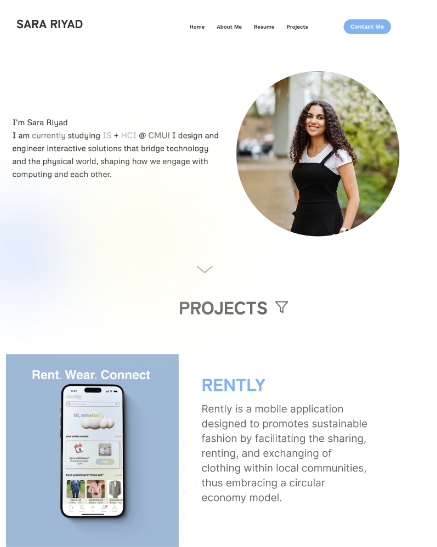 SARA RIYAD
Home About Me Resume Projects Contact Me
I'm Sara Riyad
I am currently studying IS + HCI @ CMU! I design and
engineer interactive solutions that bridge technology
and the physical world, shaping how we engage with
computing and each other.
PROJECTS
Rent. Wear. Connect
RENTLY
Rently is a mobile application
designed to promotes sustainable
fashion by facilitating the sharing,
renting, and exchanging of
clothing within local communities,
thus embracing a circular
economy model.